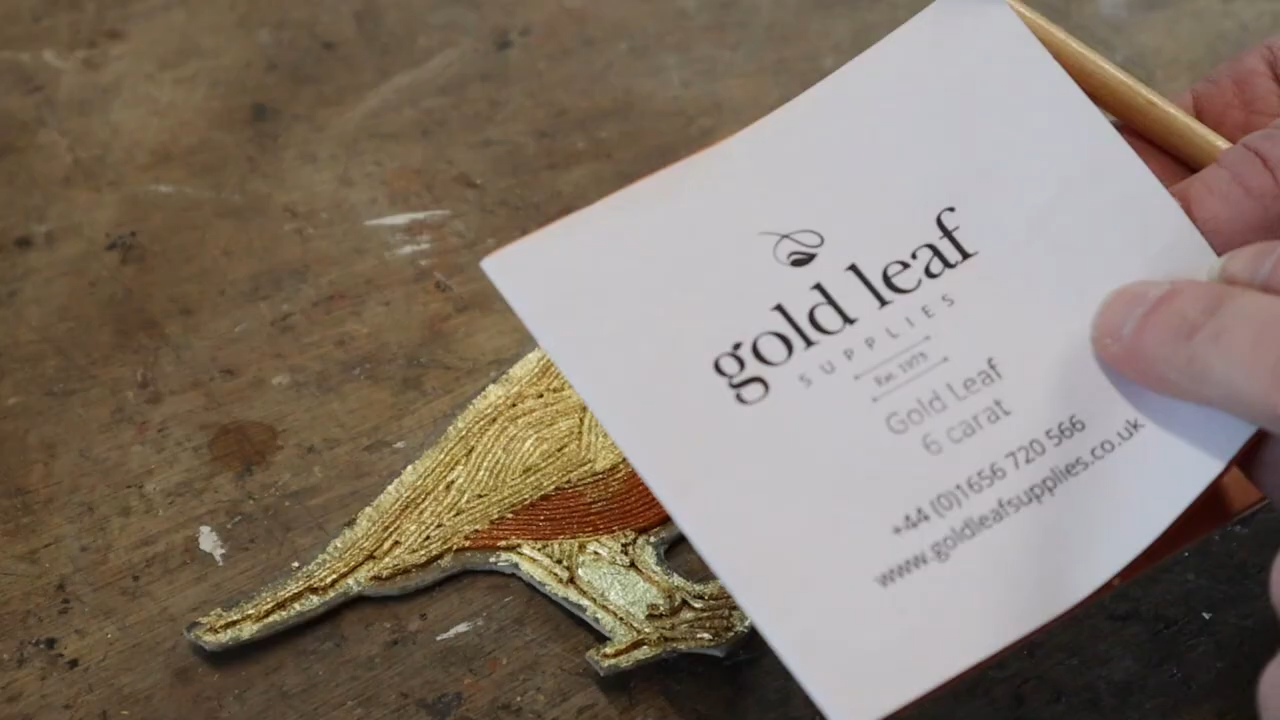 gold leaf
SUPPLIES
Est. 1975
Gold Leaf
6 carat
+44 (0)1656 720 566
www.goldleafsupplies.co.uk